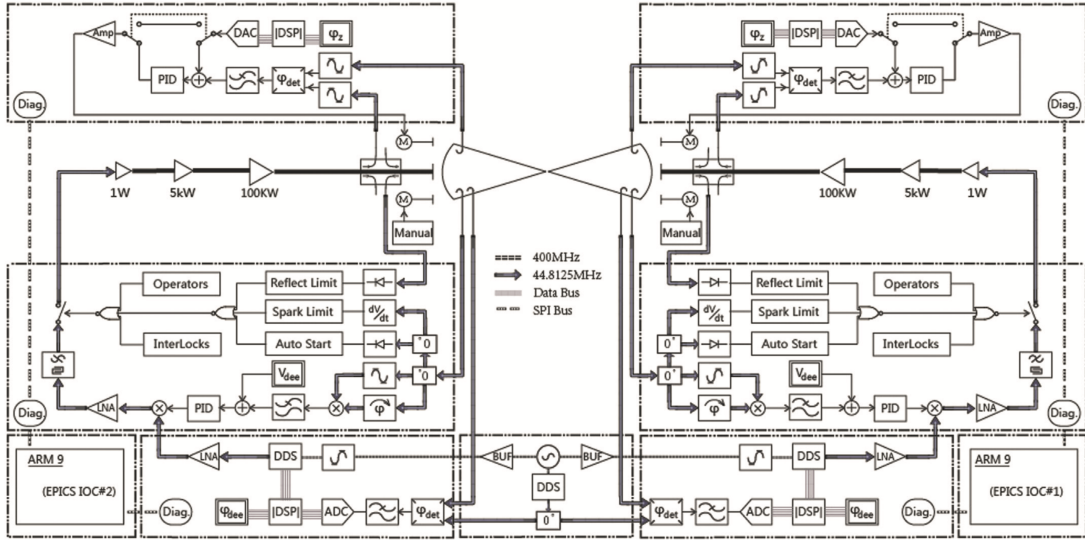 Amp
DAC
|DSP|
φz
φz
|DSP|
DAC
Amp
PID
φdet
φdet
PID
Diag.
Diag.
M
M
1W
5kW
100KW
100KW
5kW
1W
M
M
Manual
Manual
400MHz
44.8125MHz
Data Bus
SPI Bus
Operators
Reflect Limit
Reflect Limit
Operators
Spark Limit
dV/dt
dV/dt
Spark Limit
InterLocks
Auto Start
°0
0°
Auto Start
InterLocks
Vdee
°0
0°
Vdee
LNA
PID
φ
φ
PID
LNA
Diag.
Diag.
ARM 9
(EPICS IOC#2)
LNA
DDS
BUF
BUF
DDS
LNA
ARM 9
(EPICS IOC#1)
DDS
Diag.
φdee
|DSP|
ADC
φdet
0°
φdet
ADC
|DSP|
φdee
Diag.